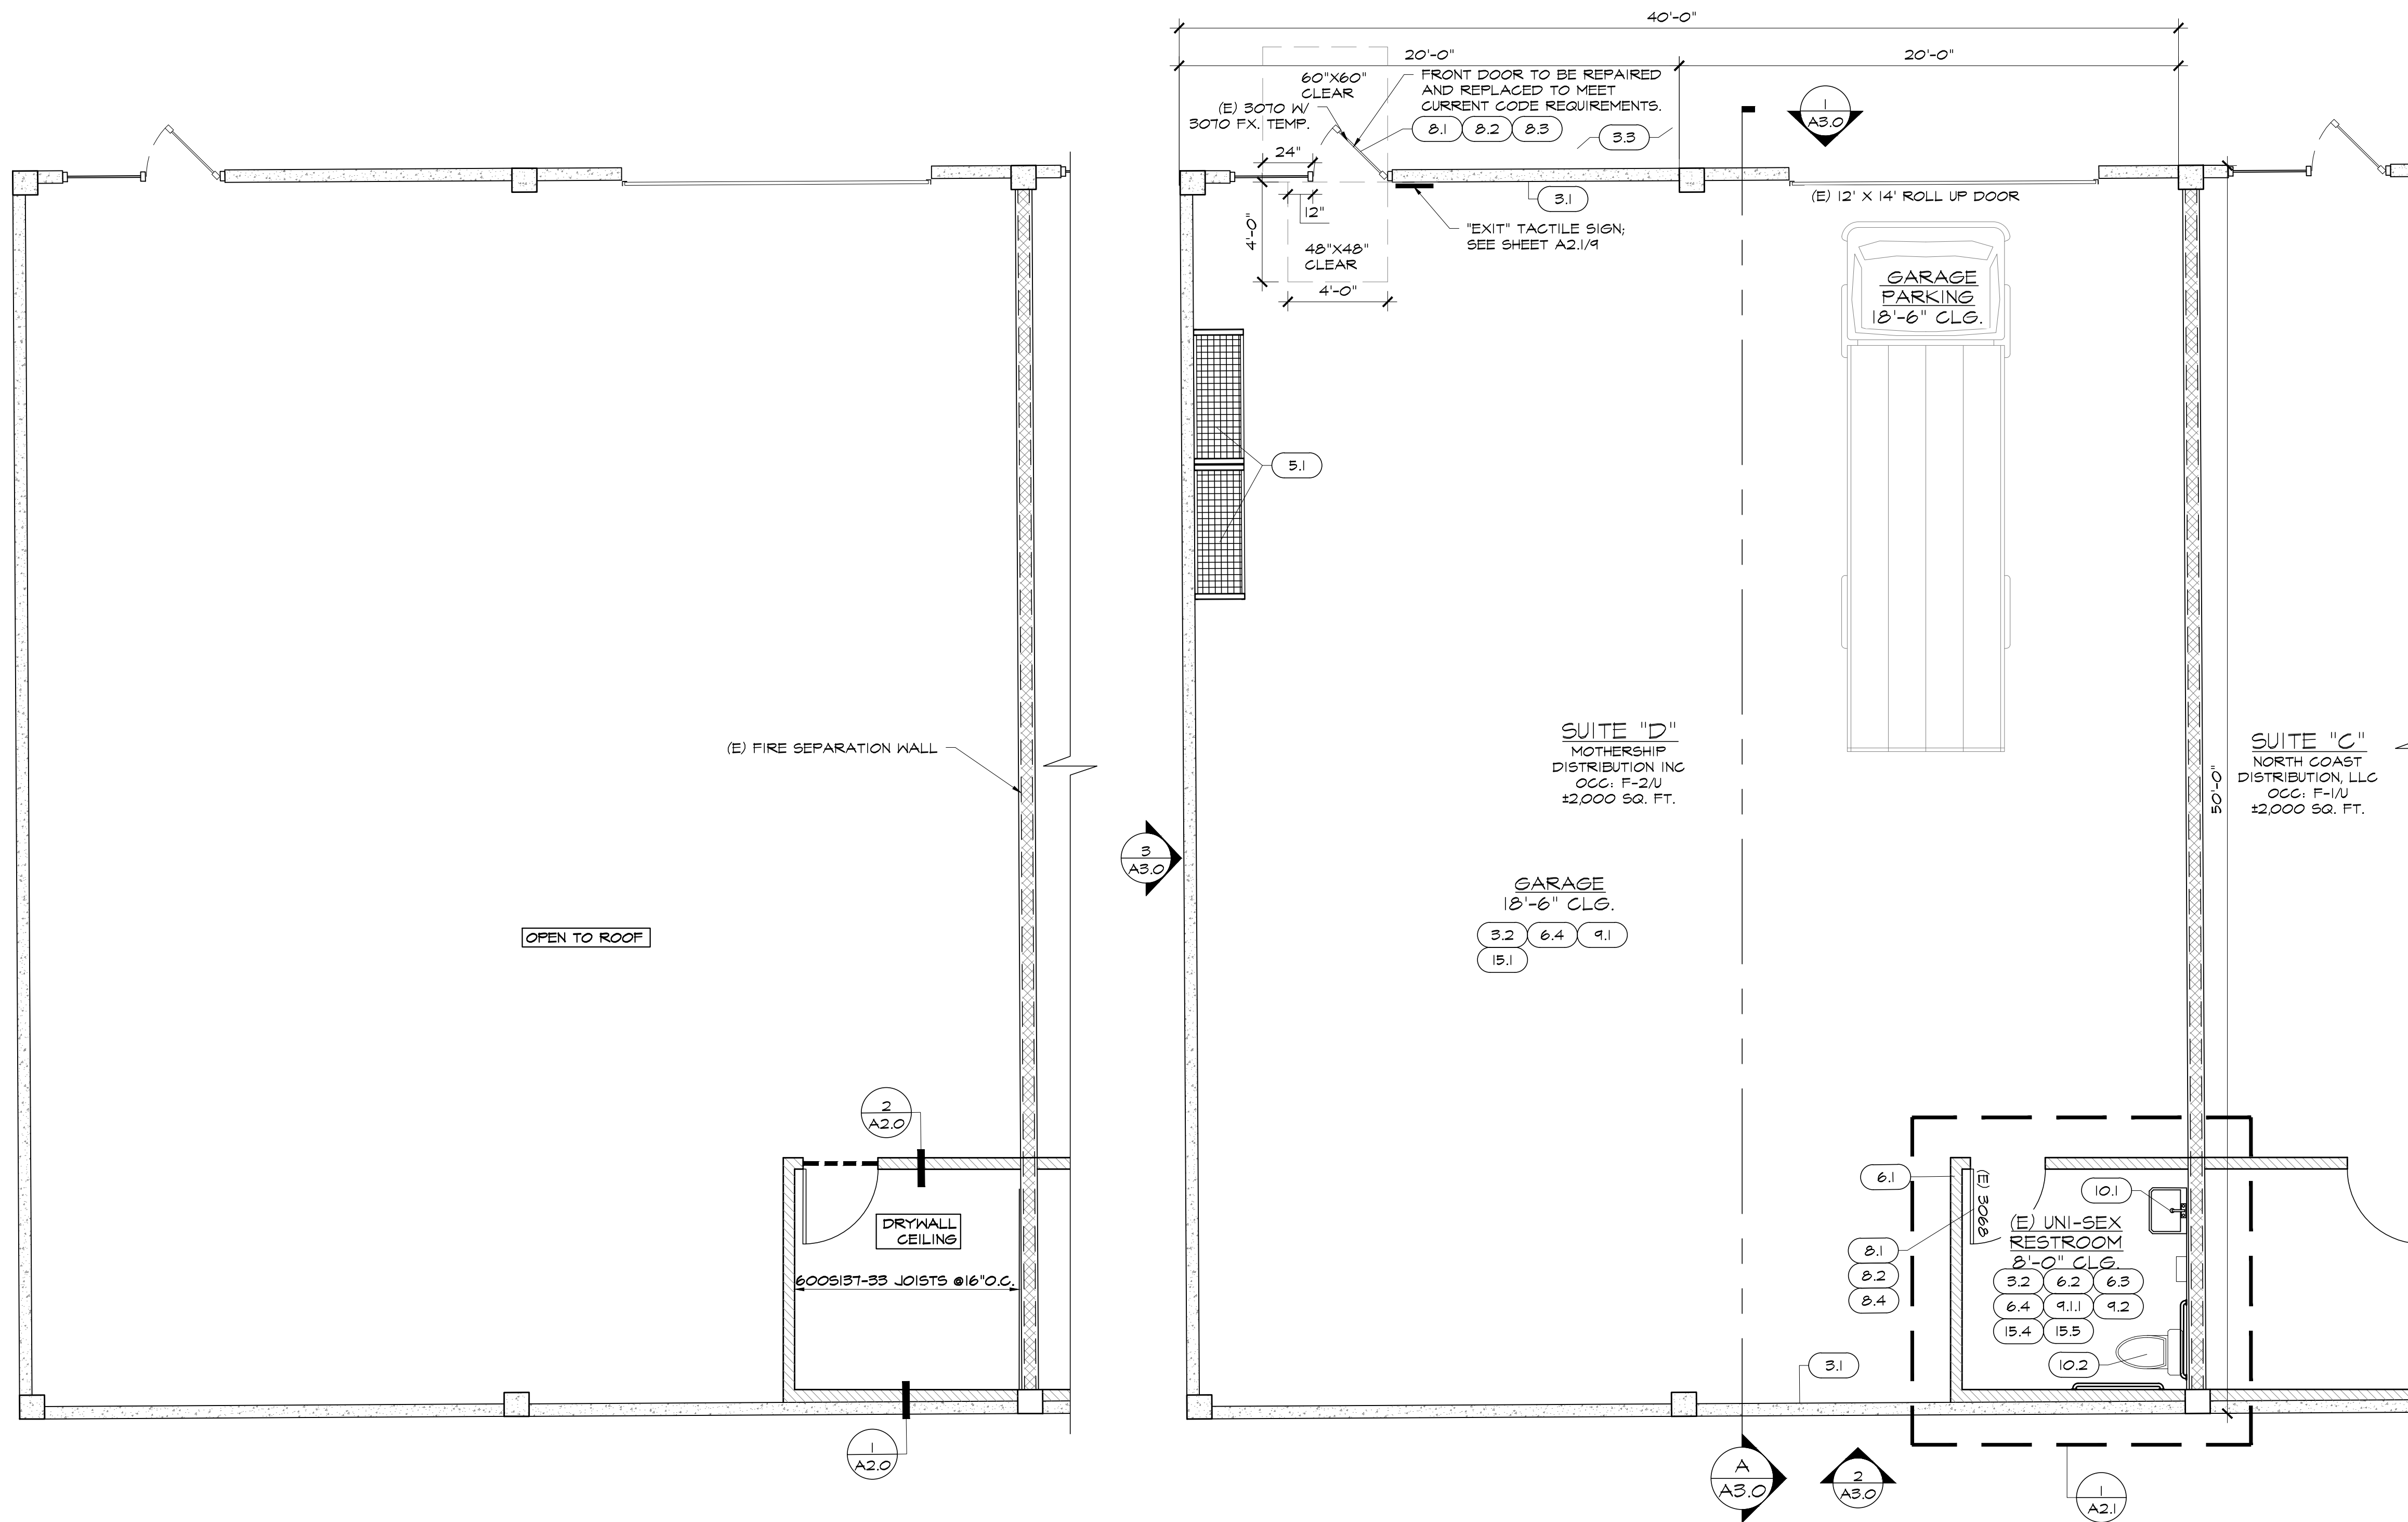 (E) FIRE SEPARATION WALL
OPEN TO ROOF
2
A2.0
DRYWALL
CEILING
600S137-33 JOISTS @16"O.C.
1
A2.0
40'-0"
20'-0"
20'-0"
60"X60"
CLEAR
FRONT DOOR TO BE REPAIRED
AND REPLACED TO MEET
CURRENT CODE REQUIREMENTS.
(E) 3070 W/
3070 FX. TEMP.
8.1
8.2
8.3
3.3
1
A3.0
24"
12"
4'-0"
48"X48"
CLEAR
4'-0"
3.1
"EXIT" TACTILE SIGN;
SEE SHEET A2.1/9
(E) 12' X 14' ROLL UP DOOR
GARAGE
PARKING
18'-6" CLG.
5.1
SUITE "D"
MOTHERSHIP
DISTRIBUTION INC
OCC: F-2/U
±2,000 SQ. FT.
50'-0"
SUITE "C"
NORTH COAST
DISTRIBUTION, LLC
OCC: F-1/U
±2,000 SQ. FT.
3
A3.0
GARAGE
18'-6" CLG.
3.2
6.4
9.1
15.1
6.1
(E) 3068
10.1
(E) UNI-SEX
RESTROOM
8'-0" CLG.
8.1
8.2
8.4
3.2
6.2
6.3
6.4
9.1.1
9.2
15.4
15.5
10.2
3.1
A
A3.0
2
A3.0
1
A2.1